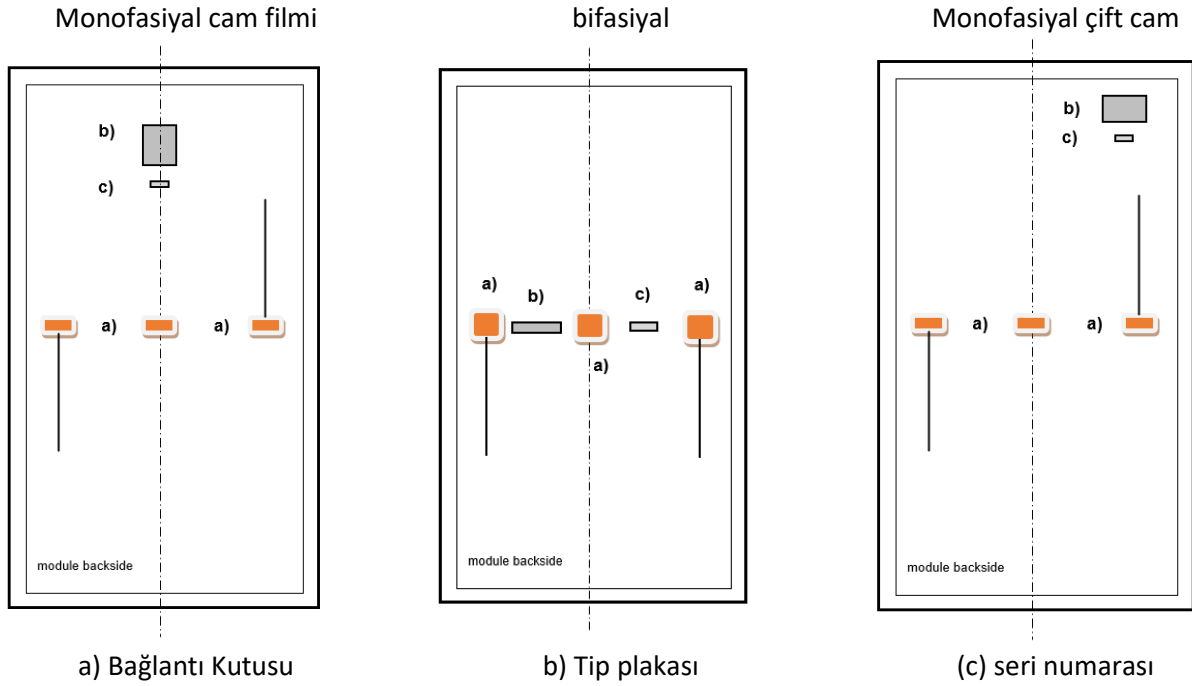 Monofasiyal cam filmi
bifasiyal
Monofasiyal çift cam
b)
c)
a)
a)
module backside
a)
b)
c)
a)
a)
module backside
b)
c)
a)
a)
module backside
a) Bağlantı Kutusu
b) Tip plakası
(c) seri numarası